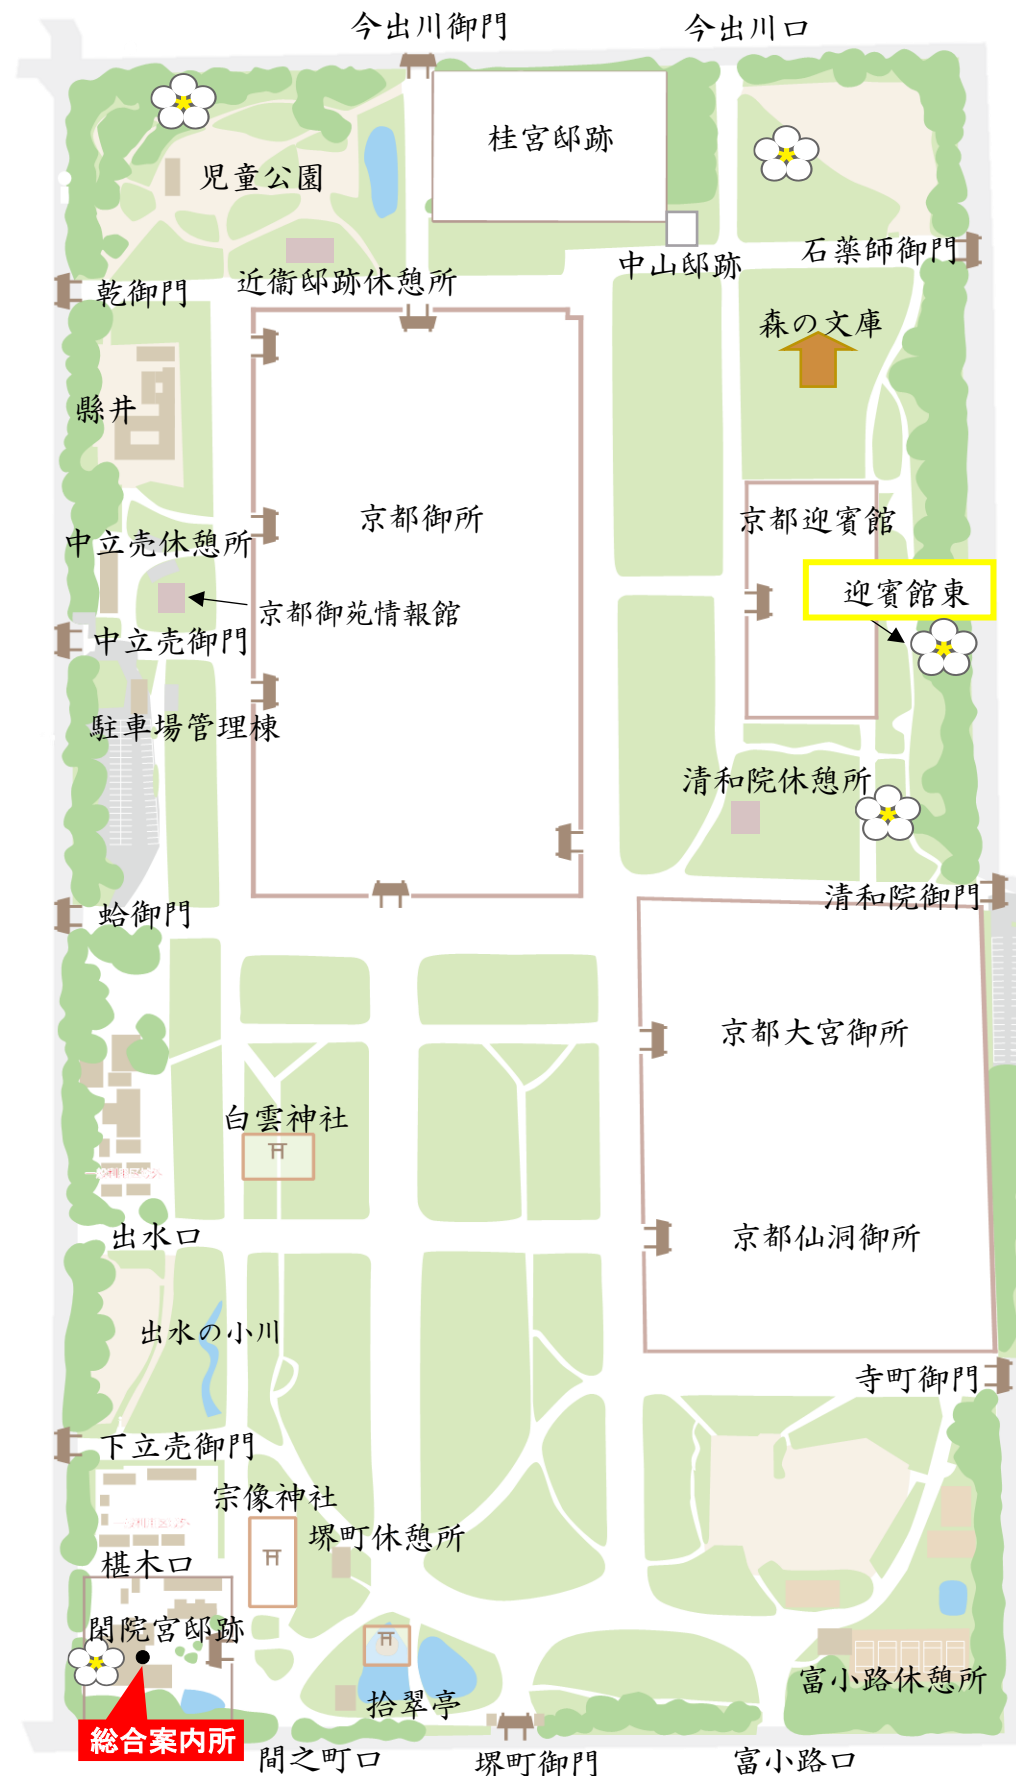 今出川御門
今出川口
桂宮邸跡
児童公園
石薬師御門
中山邸跡
近衞邸跡休憩所
乾御門
森の文庫
縣井
京都御所
京都迎賓館
中立売休憩所
迎賓館東
京都御苑情報館
中立売御門
駐車場管理棟
清和院休憩所
清和院御門
蛤御門
京都大宮御所
白雲神社
出水口
京都仙洞御所
出水の小川
寺町御門
下立売御門
宗像神社
堺町休憩所
椹木口
閑院宮邸跡
富小路休憩所
拾翠亭
総合案内所
間之町口
堺町御門
富小路口